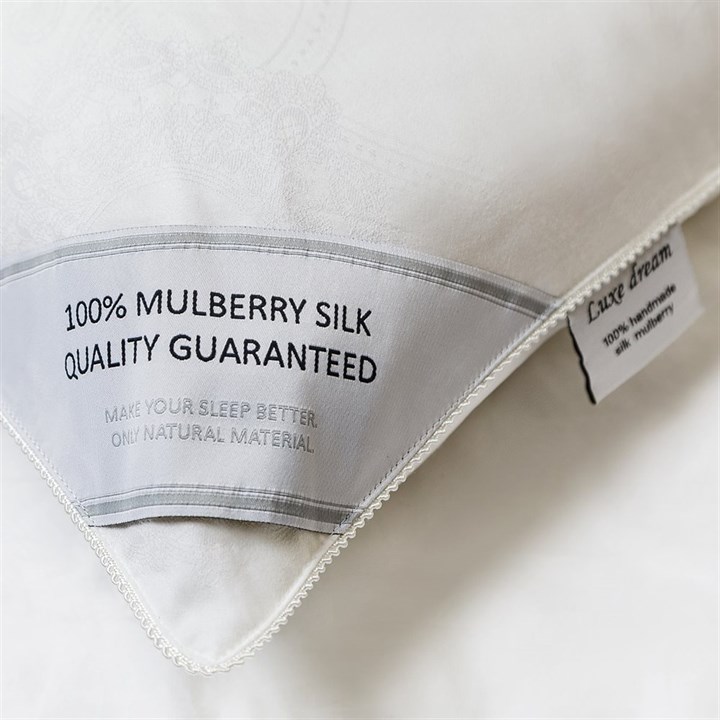 100% MULBERRY SILK
QUALITY GUARANTEED
MAKE YOUR SLEEP BETTER.
ONLY NATURAL MATERIAL
Luxe dream
100% handmade
silk mulberry